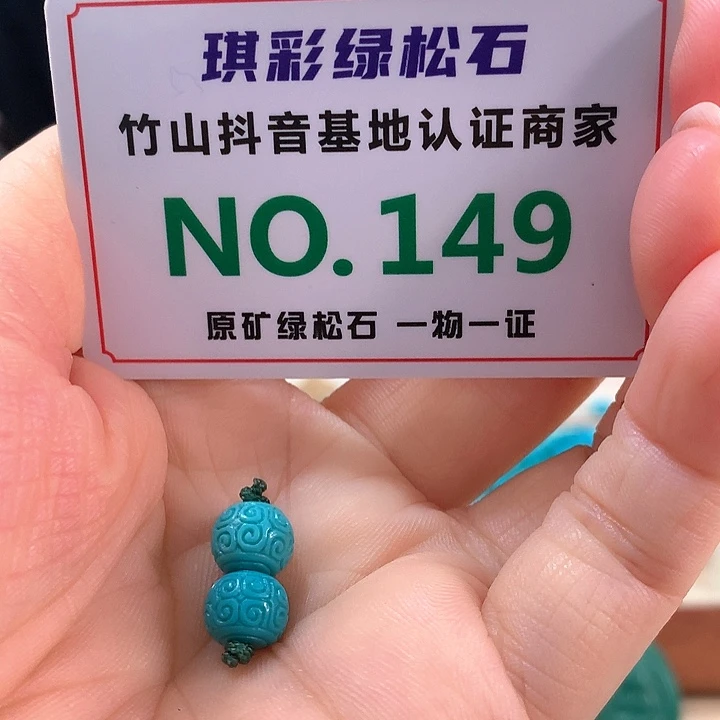 琪彩绿松石
竹山抖音基地认证商家
NO.149
原矿绿松石 一物一证